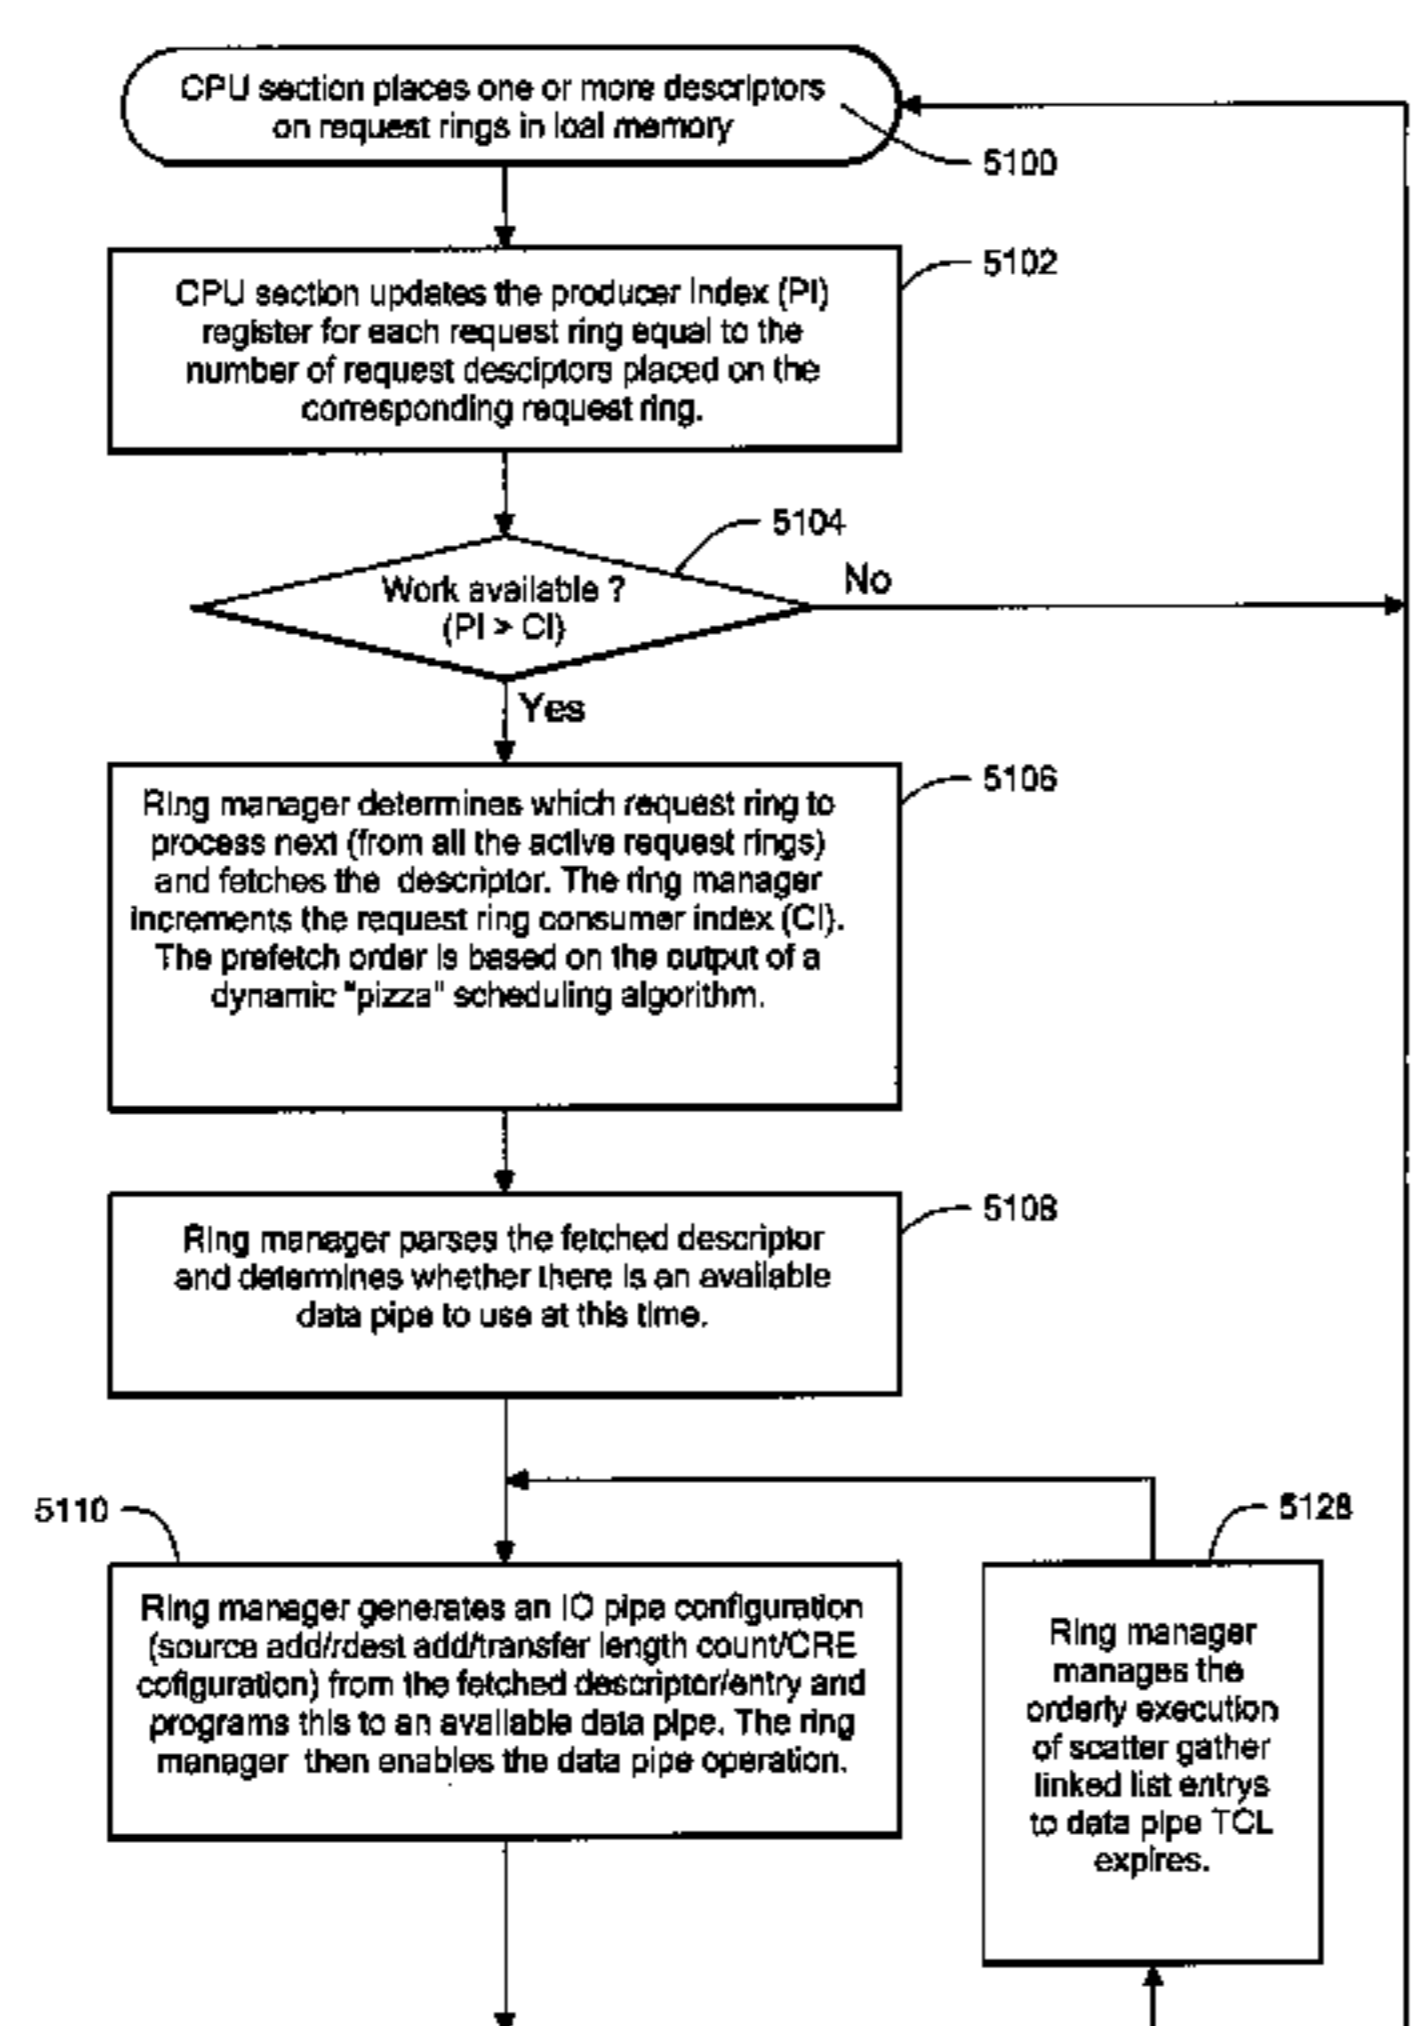 CPU section places one or more descriptors
on request rings in loal memory
5100
5102
CPU section updates the producer Index (PI)
register for each request ring equal to the
number of request desciptors placed on the
corresponding request ring.
5104
Work available ?
(PI > CI)
No
Yes
5106
Ring manager determines which request ring to
process next (from all the active request rings)
and fetches the descriptor. The ring manager
increments the request ring consumer index (CI).
The prefetch order is based on the output of a
dynamic "pizza" scheduling algorithm.
5108
Ring manager parses the fetched descriptor
and determines whether there is an available
data pipe to use at this time.
5110
5128
Ring manager generates an IO pipe configuration
(source add/rdest add/transfer length count/CRE
cofiguration) from the fetched descriptor/entry and
programs this to an available data pipe. The ring
manager then enables the data pipe operation.
Ring manager
manages the
orderly execution
of scatter gather
linked list entrys
to data pipe TCL
expires.